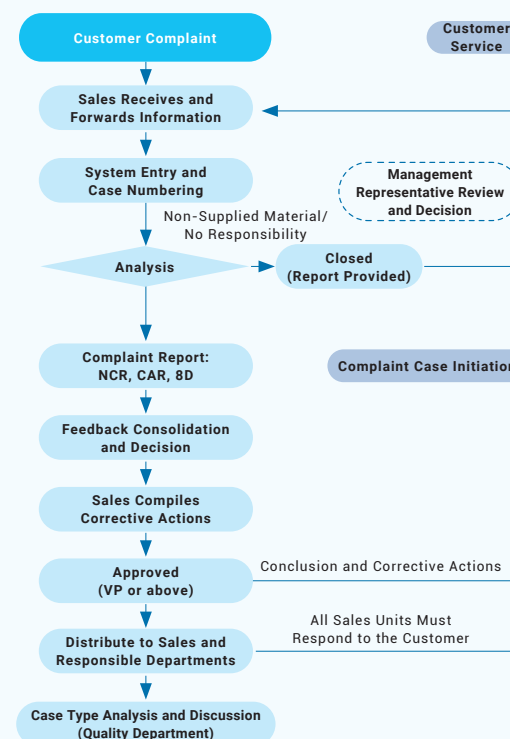 Customer Complaint
Customer
Service
Sales Receives and
Forwards Information
System Entry and
Case Numbering
Management
Representative Review
and Decision
Non-Supplied Material/
No Responsibility
Analysis
Closed
(Report Provided)
Complaint Report:
NCR, CAR, 8D
Complaint Case Initiation
Feedback Consolidation
and Decision
Sales Compiles
Corrective Actions
Approved
(VP or above)
Conclusion and Corrective Actions
All Sales Units Must
Respond to the Customer
Distribute to Sales and
Responsible Departments
Case Type Analysis and Discussion
(Quality Department)